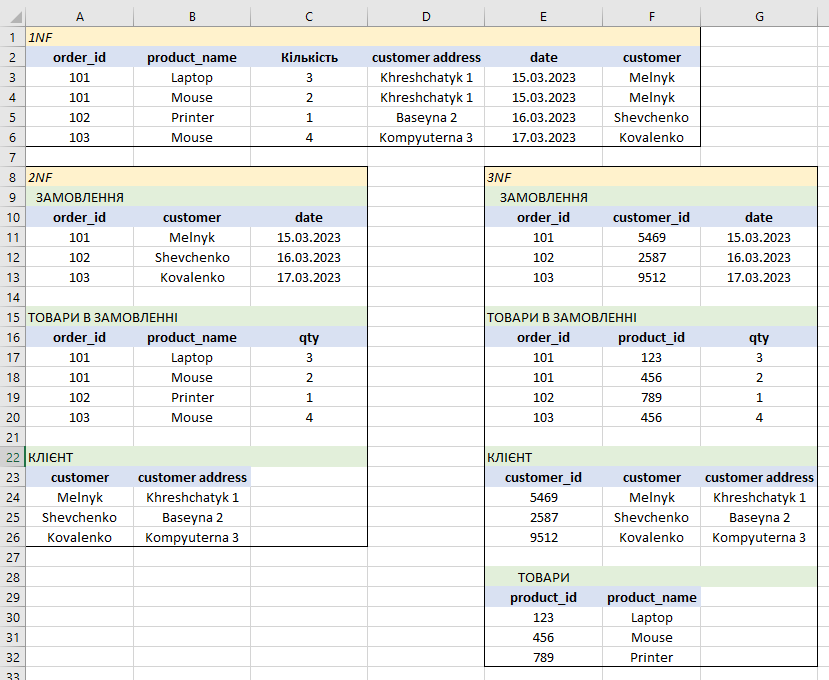 A B C D E F G
1 1NF
2 order_id product_name Кількість customer address date customer
3 101 Laptop 3 Khreshchatyk 1 15.03.2023 Melnyk
4 101 Mouse 2 Khreshchatyk 1 15.03.2023 Melnyk
5 102 Printer 1 Baseyna 2 16.03.2023 Shevchenko
6 103 Mouse 4 Kompyuterna 3 17.03.2023 Kovalenko
7
8 2NF 3NF
9 ЗАМОВЛЕННЯ ЗАМОВЛЕННЯ
10 order_id customer date order_id customer_id date
11 101 Melnyk 15.03.2023 101 5469 15.03.2023
12 102 Shevchenko 16.03.2023 102 2587 16.03.2023
13 103 Kovalenko 17.03.2023 103 9512 17.03.2023
14
15 ТОВАРИ В ЗАМОВЛЕННІ ТОВАРИ В ЗАМОВЛЕННІ
16 order_id product_name qty order_id product_id qty
17 101 Laptop 3 101 123 3
18 101 Mouse 2 101 456 2
19 102 Printer 1 102 789 1
20 103 Mouse 4 103 456 4
21
22 КЛІЄНТ КЛІЄНТ
23 customer customer address customer_id customer customer address
24 Melnyk Khreshchatyk 1 5469 Melnyk Khreshchatyk 1
25 Shevchenko Baseyna 2 2587 Shevchenko Baseyna 2
26 Kovalenko Kompyuterna 3 9512 Kovalenko Kompyuterna 3
27
28 ТОВАРИ
29 product_id product_name
30 123 Laptop
31 456 Mouse
32 789 Printer
33